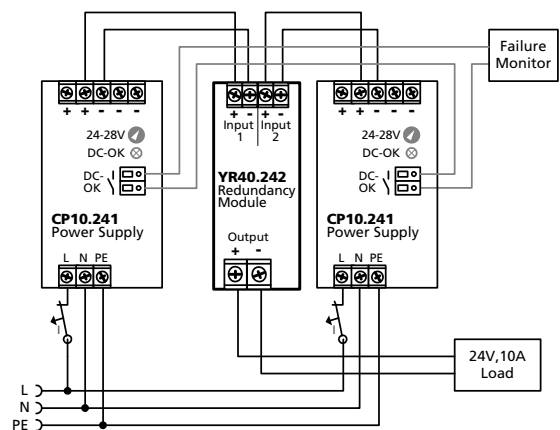 Failure
Monitor
+ + - - -
24-28V
DC-OK
DC-
OK
CP10.241
Power Supply
L N PE
+ - + -
Input
1
Input
2
YR40.242
Redundancy
Module
Output
+ -
+ + - - -
24-28V
DC-OK
DC-
OK
CP10.241
Power Supply
L N PE
I
I
24V,10A
Load
L
N
PE